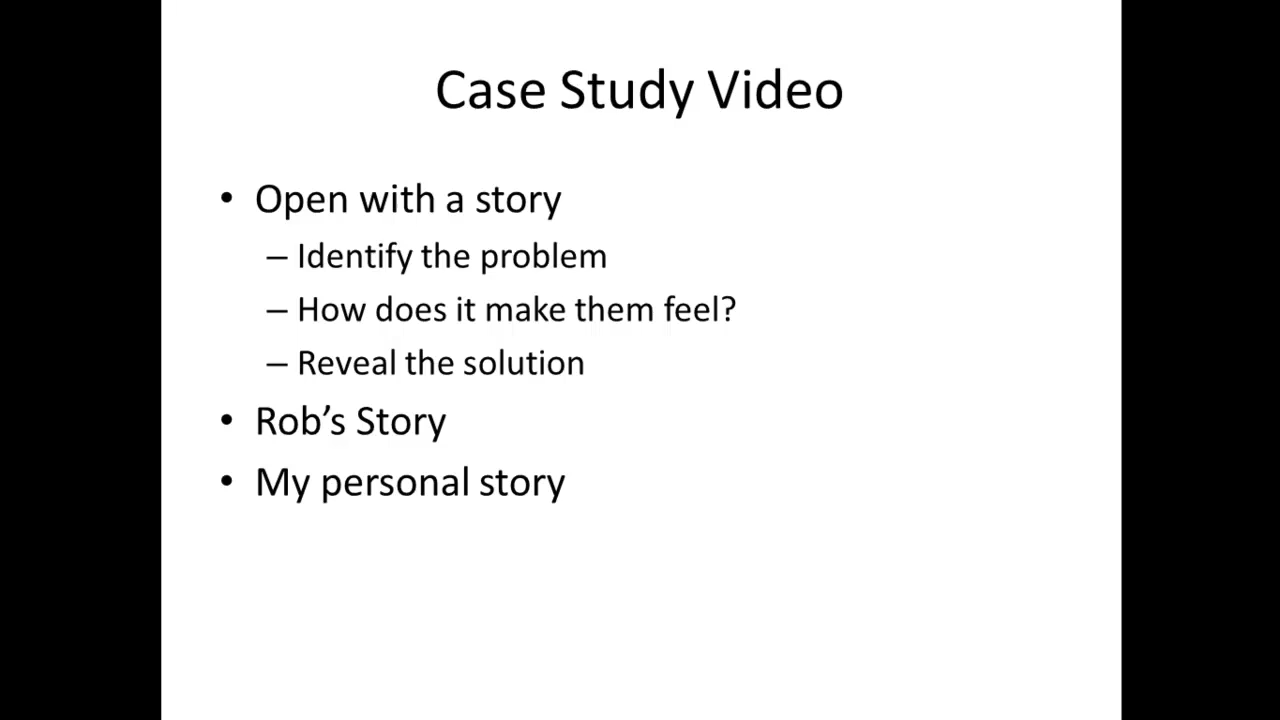 Case Study Video
• Open with a story
– Identify the problem
– How does it make them feel?
– Reveal the solution
• Rob’s Story
• My personal story